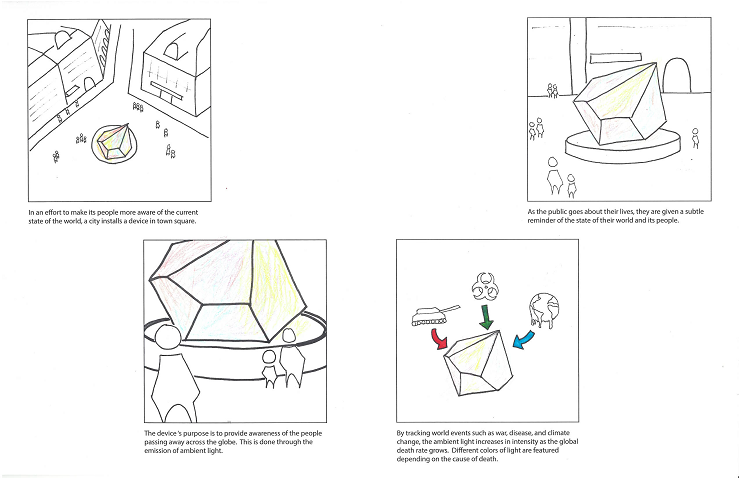 In an effort to make its people more aware of the current
state of the world, a city installs a device in town square.
As the public goes about their lives, they are given a subtle
reminder of the state of their world and its people.
The device's purpose is to provide awareness of the people
passing away across the globe.  This is done through the
emission of ambient light.
By tracking world events such as war, disease, and climate
change, the ambient light increases in intensity as the global
death rate grows.  Different colors of light are featured
depending on the cause of death.